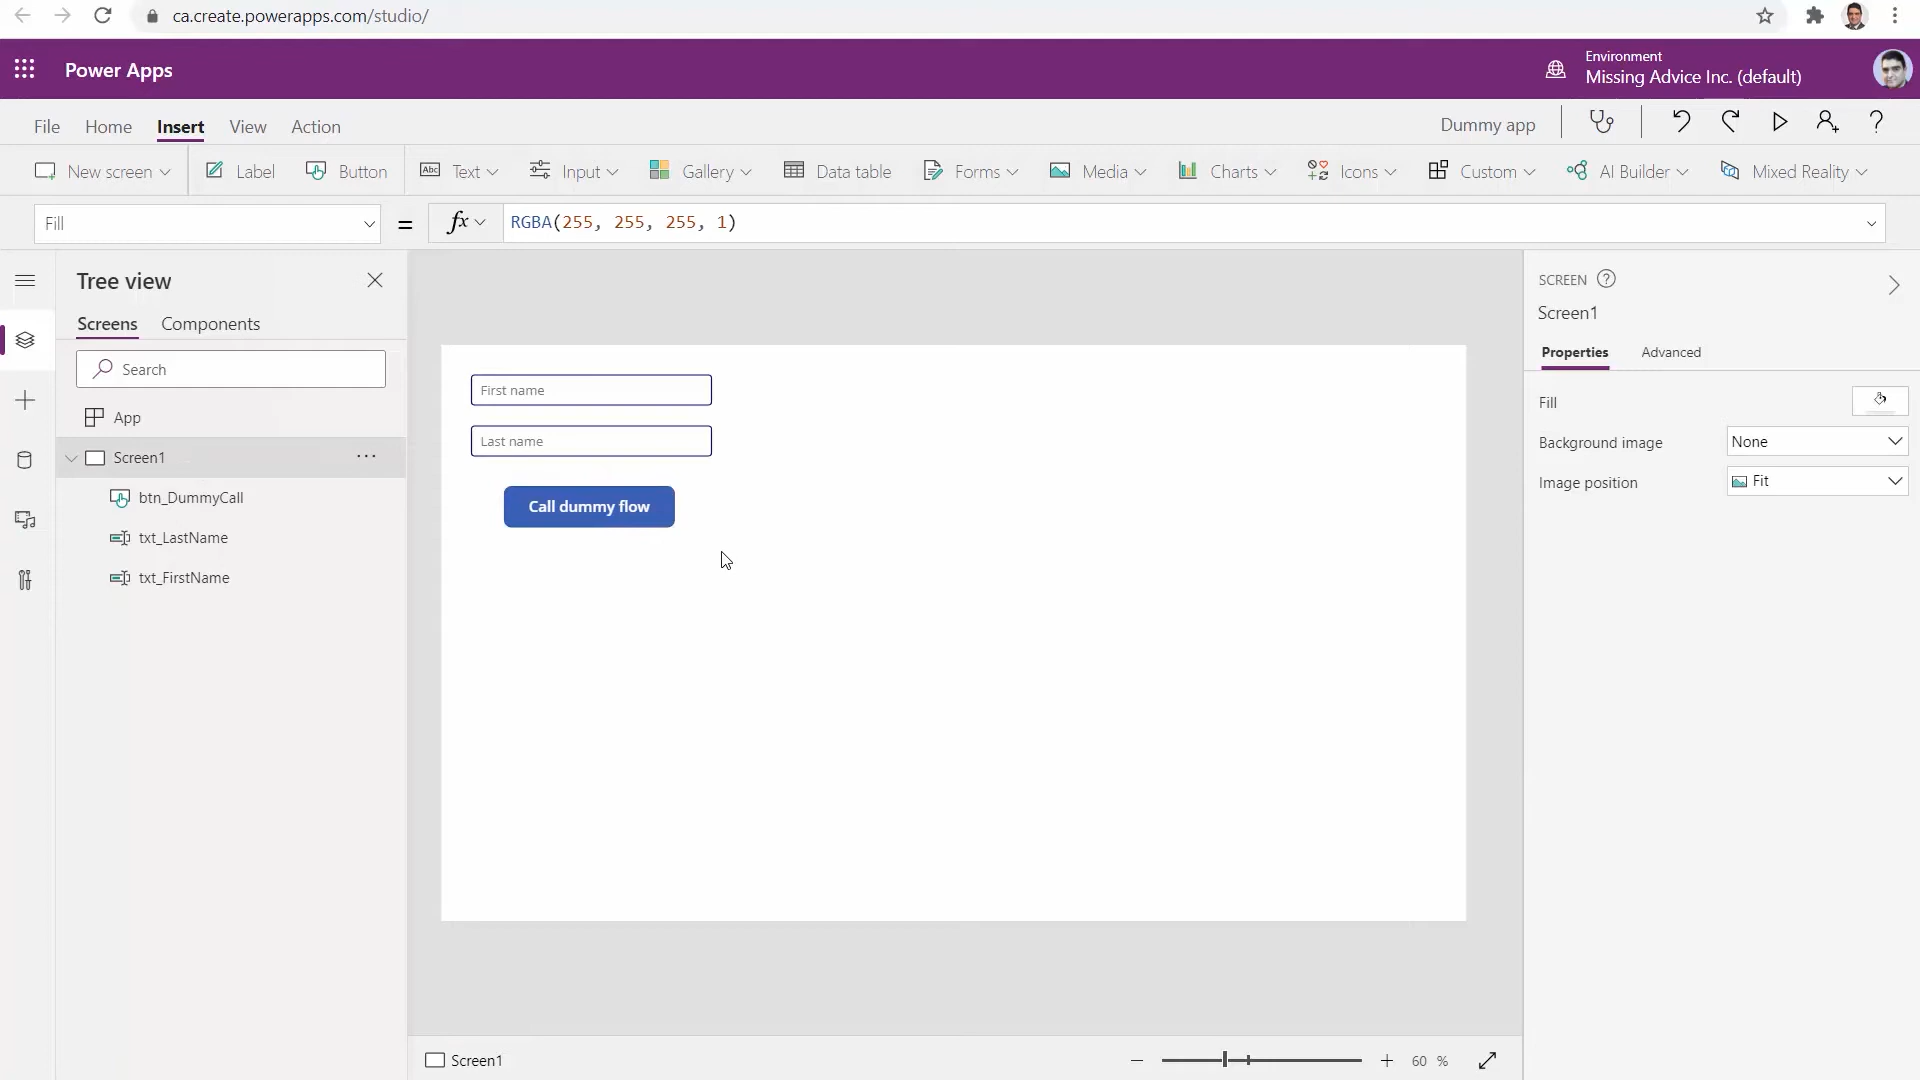 ca.create.powerapps.com/studio/
Power Apps
Environment
Missing Advice Inc. (default)
File Home Insert View Action Dummy app
New screen Label Button Text Input Gallery Data table Forms Media Charts Icons Custom AI Builder Mixed Reality
Fill = fx RGBA(255, 255, 255, 1)
Tree view
Screens Components
Search
App
Screen1
btn_DummyCall
txt_LastName
txt_FirstName
First name
Last name
Call dummy flow
SCREEN
Screen1
Properties Advanced
Fill
Background image None
Image position Fit
Screen1 60 %